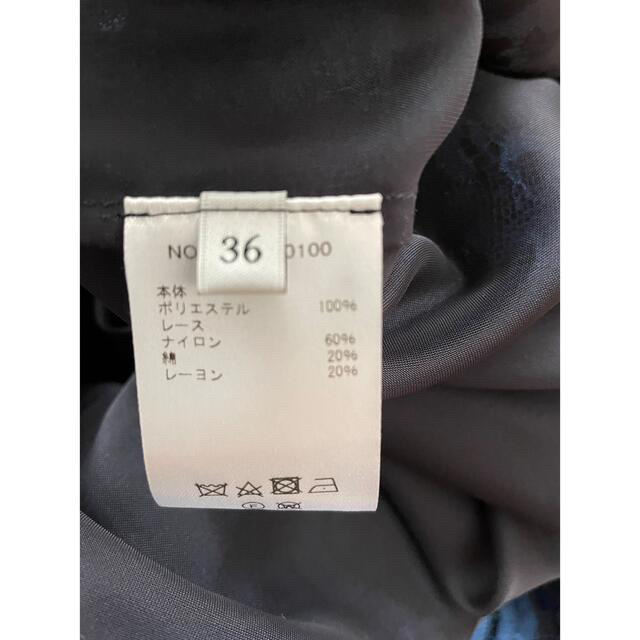 NO 0100
36
本体
ポリエステル 100%
レース
ナイロン 60%
綿 20%
レーヨン 20%
F
W